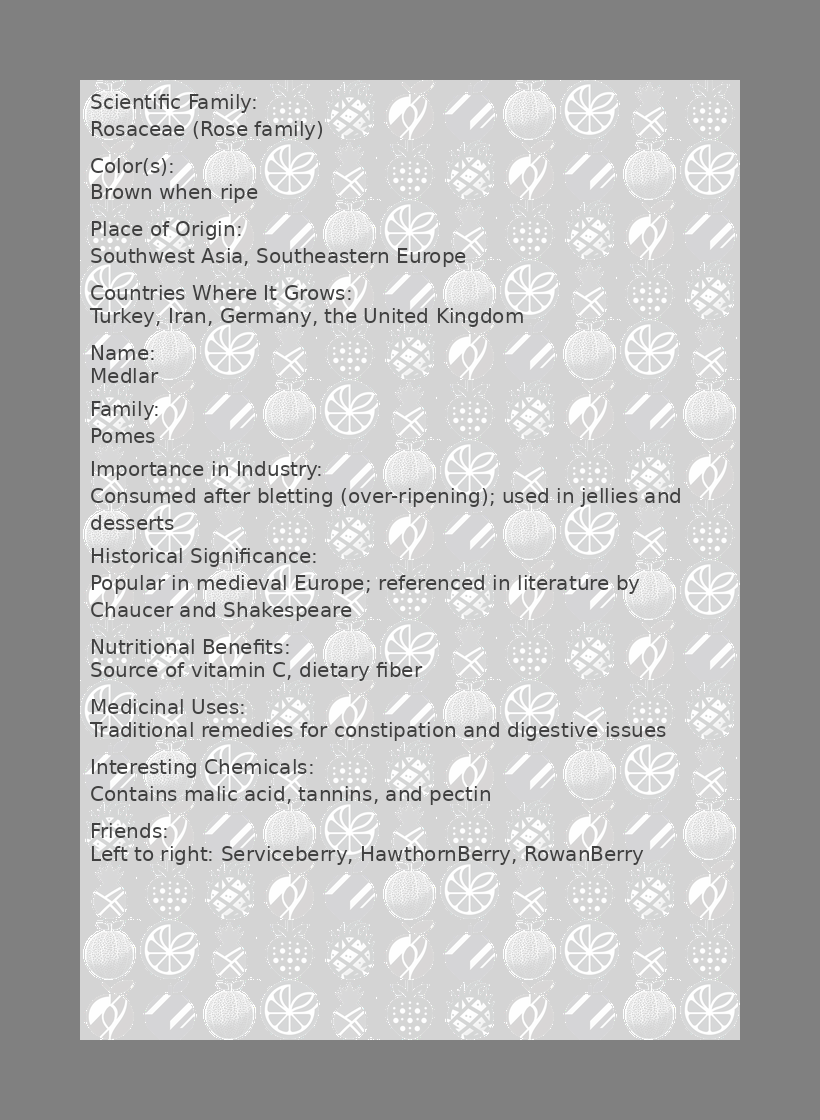 Scientific Family:
Rosaceae (Rose family)
Color(s):
Brown when ripe
Place of Origin:
Southwest Asia, Southeastern Europe
Countries Where It Grows:
Turkey, Iran, Germany, the United Kingdom
Name:
Medlar
Family:
Pomes
Importance in Industry:
Consumed after bletting (over-ripening); used in jellies and
desserts
Historical Significance:
Popular in medieval Europe; referenced in literature by
Chaucer and Shakespeare
Nutritional Benefits:
Source of vitamin C, dietary fiber
Medicinal Uses:
Traditional remedies for constipation and digestive issues
Interesting Chemicals:
Contains malic acid, tannins, and pectin
Friends:
Left to right: Serviceberry, HawthornBerry, RowanBerry